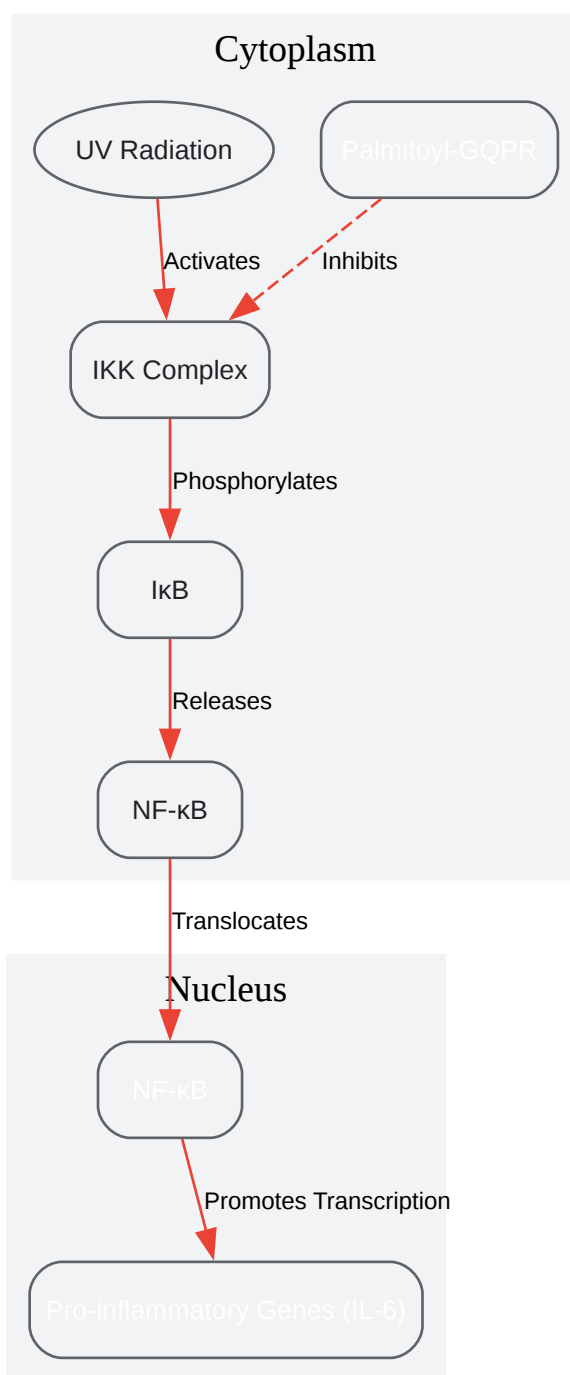 Cytoplasm
UV Radiation
Palmitoyl-GQPR
Activates
Inhibits
IKK Complex
Phosphorylates
IκB
Releases
NF-κB
Translocates
Nucleus
NF-κB
Promotes Transcription
Pro-inflammatory Genes (IL-6)